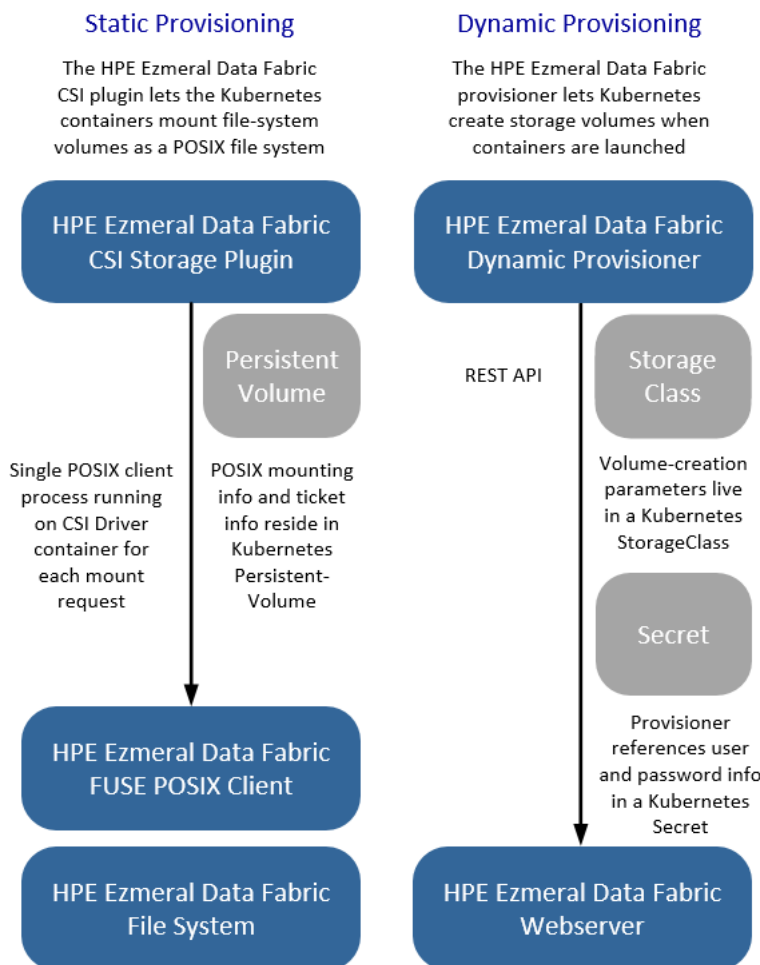 Static Provisioning
The HPE Ezmeral Data Fabric
CSI plugin lets the Kubernetes
containers mount file-system
volumes as a POSIX file system
HPE Ezmeral Data Fabric
CSI Storage Plugin
Persistent
Volume
Single POSIX client
process running
on CSI Driver
container for
each mount
request
POSIX mounting
info and ticket
info reside in
Kubernetes
Persistent-
Volume
HPE Ezmeral Data Fabric
FUSE POSIX Client
HPE Ezmeral Data Fabric
File System
Dynamic Provisioning
The HPE Ezmeral Data Fabric
provisioner lets Kubernetes
create storage volumes when
containers are launched
HPE Ezmeral Data Fabric
Dynamic Provisioner
REST API
Storage
Class
Volume-creation
parameters live
in a Kubernetes
StorageClass
Secret
Provisioner
references user
and password info
in a Kubernetes
Secret
HPE Ezmeral Data Fabric
Webserver